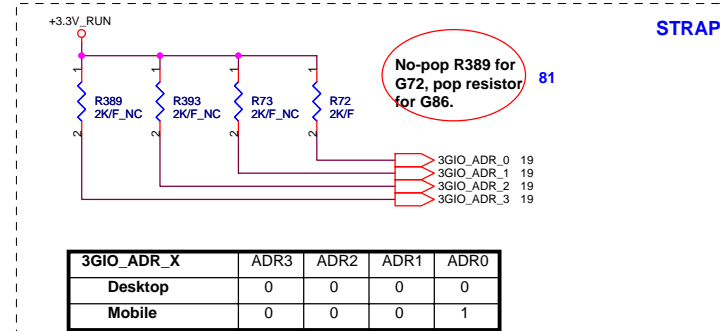 STRAP
+3.3V_RUN
1 1 1 1
R389
2K/F_NC
R393
2K/F_NC
R73
2K/F_NC
R72
2K/F
2 2 2 2
No-pop R389 for
G72, pop resistor
for G86.
81
3GIO_ADR_0 19
3GIO_ADR_1 19
3GIO_ADR_2 19
3GIO_ADR_3 19
3GIO_ADR_X ADR3 ADR2 ADR1 ADR0
Desktop 0 0 0 0
Mobile 0 0 0 1